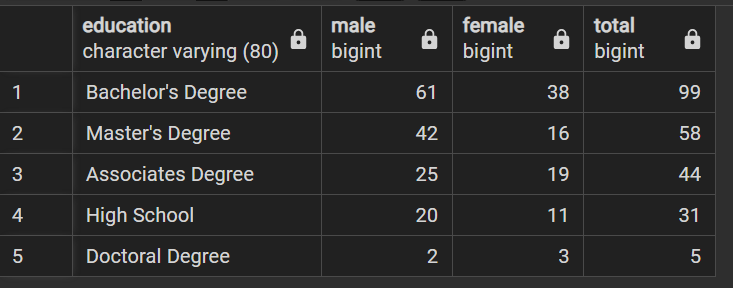 education male female total
character varying (80) bigint bigint bigint
1 Bachelor's Degree 61 38 99
2 Master's Degree 42 16 58
3 Associates Degree 25 19 44
4 High School 20 11 31
5 Doctoral Degree 2 3 5